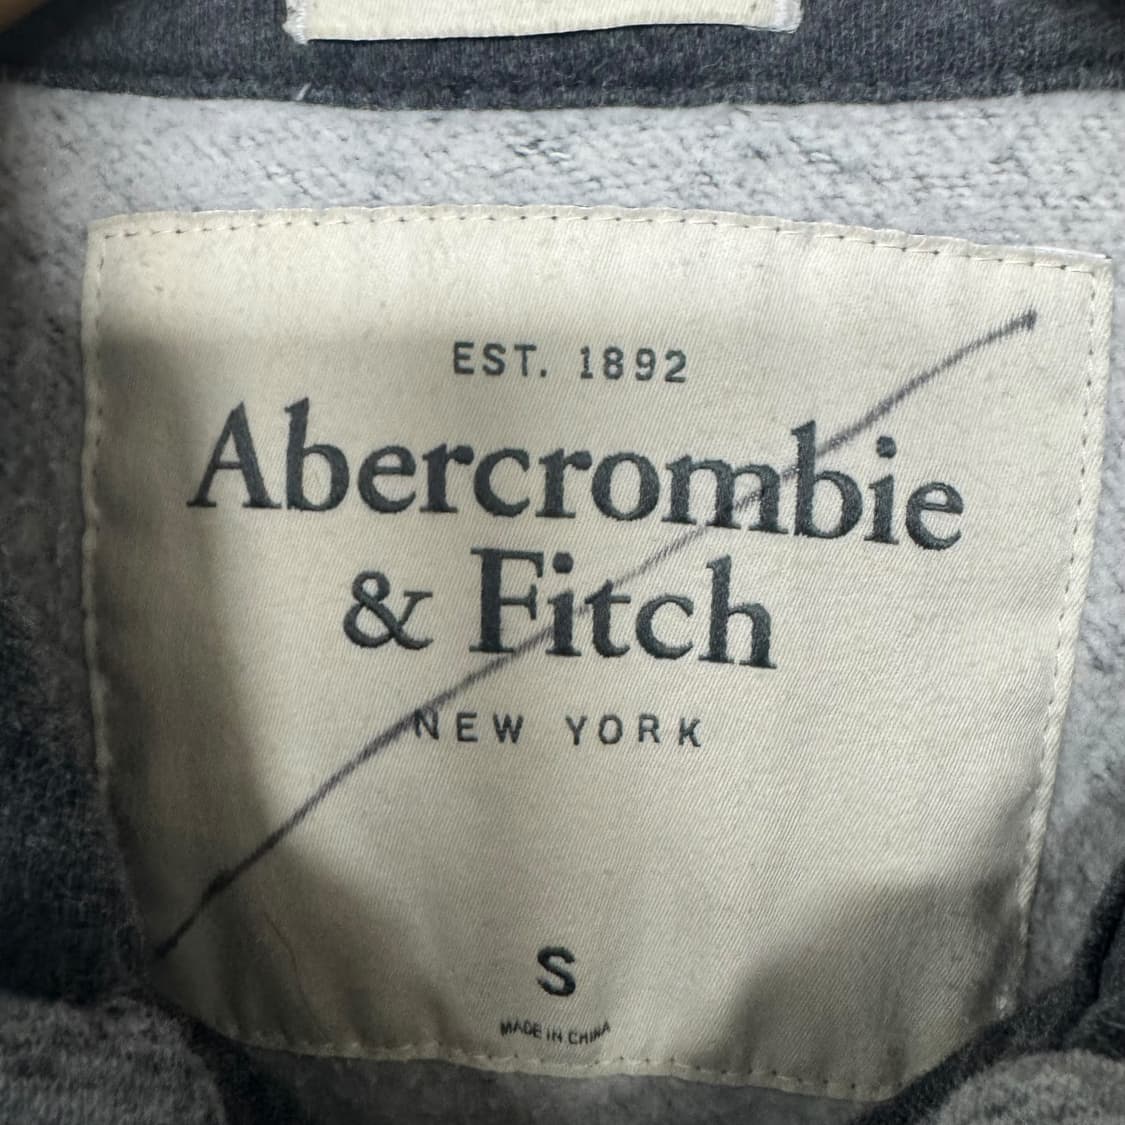 EST. 1892
Abercrombie
& Fitch
NEW YORK
S
MADE IN CHINA